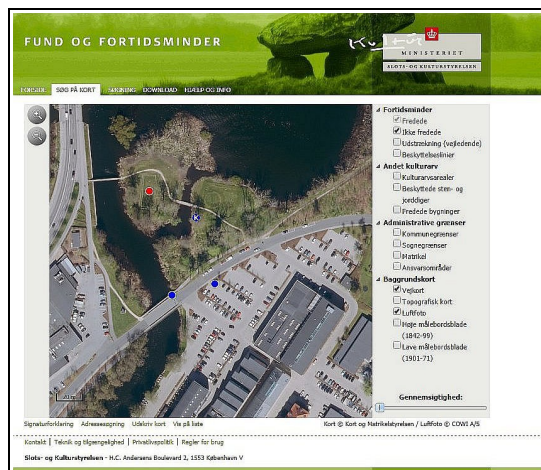 FUND OG FORTIDSMINDER
Kultur
MINISTERIET
SLOTS- OG KULTURSTYRELSEN
FORSIDE SØG PÅ KORT SØGNING DOWNLOAD HJÆLP OG INFO
Fortidsminder
Fredede
Ikke fredede
Udstrækning (vejledende)
Beskyttelseslinier
Andet kulturarv
Kulturarvsarealer
Beskyttede sten- og
jorddiger
Fredede bygninger
Administrative grænser
Kommunegrænser
Sognegrænser
Matrikel
Ansvarsområder
Baggrundskort
Vejkort
Topografisk kort
Luftfoto
Høje målebordsblade
(1842-99)
Lave målebordsblade
(1901-71)
Gennemsigtighed:
20 m
Signaturforklaring Adressesøgning Udskriv kort Vis på liste
Kort © Kort og Matrikelstyrelsen / Luftfoto © COWI A/S
Kontakt | Teknik og tilgængelighed | Privatlivspolitik | Regler for brug
Slots- og Kulturstyrelsen - H.C. Andersens Boulevard 2, 1553 København V